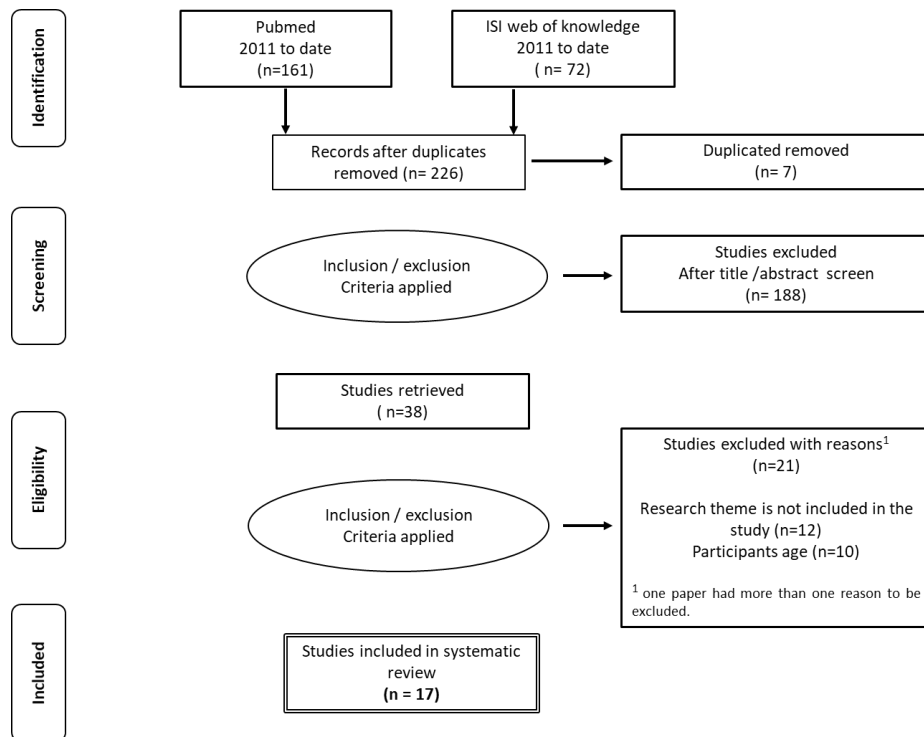 Identification
Pubmed
2011 to date
(n=161)
ISI web of knowledge
2011 to date
( n= 72)
Records after duplicates
removed (n= 226)
Duplicated removed
(n= 7)
Screening
Inclusion / exclusion
Criteria applied
Studies excluded
After title /abstract screen
(n= 188)
Eligibility
Studies retrieved
( n=38)
Inclusion / exclusion
Criteria applied
Studies excluded with reasons¹
(n=21)
Research theme is not included in the
study (n=12)
Participants age (n=10)
¹ one paper had more than one reason to be
excluded.
Included
Studies included in systematic
review
(n = 17)